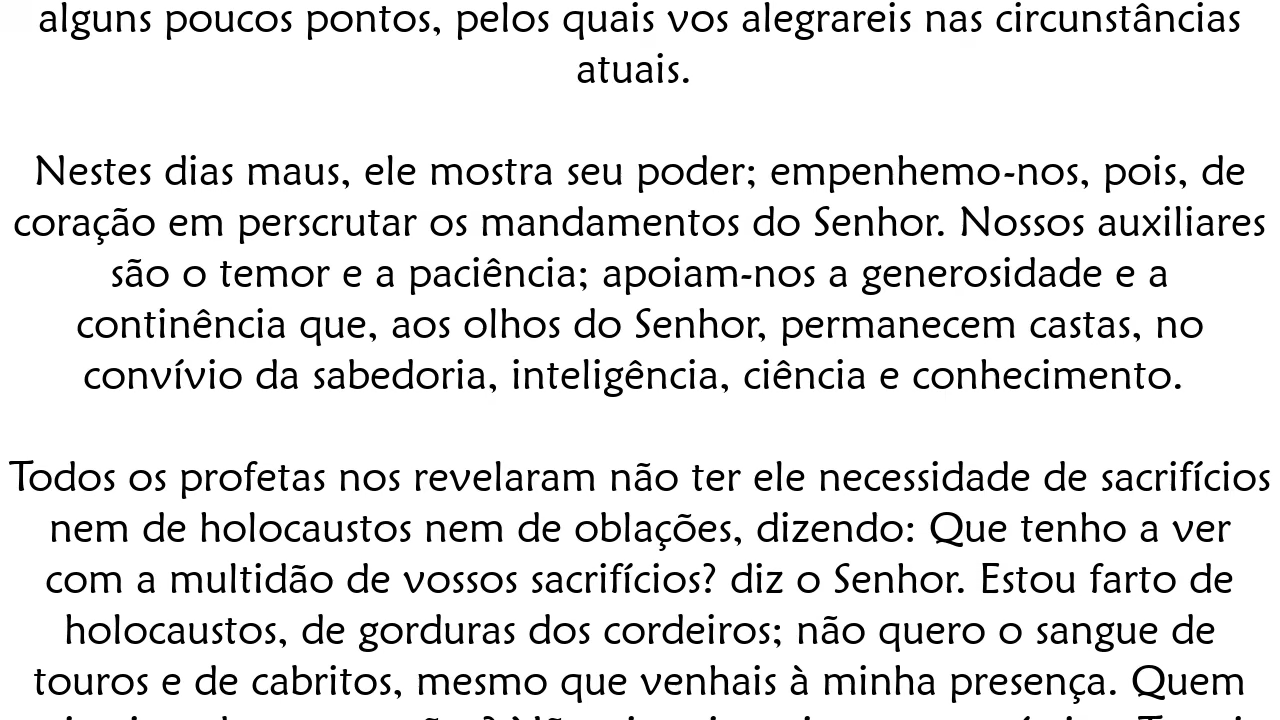 alguns poucos pontos, pelos quais vos alegrareis nas circunstâncias
atuais.
Nestes dias maus, ele mostra seu poder; empenhemo-nos, pois, de
coração em perscrutar os mandamentos do Senhor. Nossos auxiliares
são o temor e a paciência; apoiam-nos a generosidade e a
continência que, aos olhos do Senhor, permanecem castas, no
convívio da sabedoria, inteligência, ciência e conhecimento.
Todos os profetas nos revelaram não ter ele necessidade de sacrifícios
nem de holocaustos nem de oblações, dizendo: Que tenho a ver
com a multidão de vossos sacrifícios? diz o Senhor. Estou farto de
holocaustos, de gorduras dos cordeiros; não quero o sangue de
touros e de cabritos, mesmo que venhais à minha presença. Quem